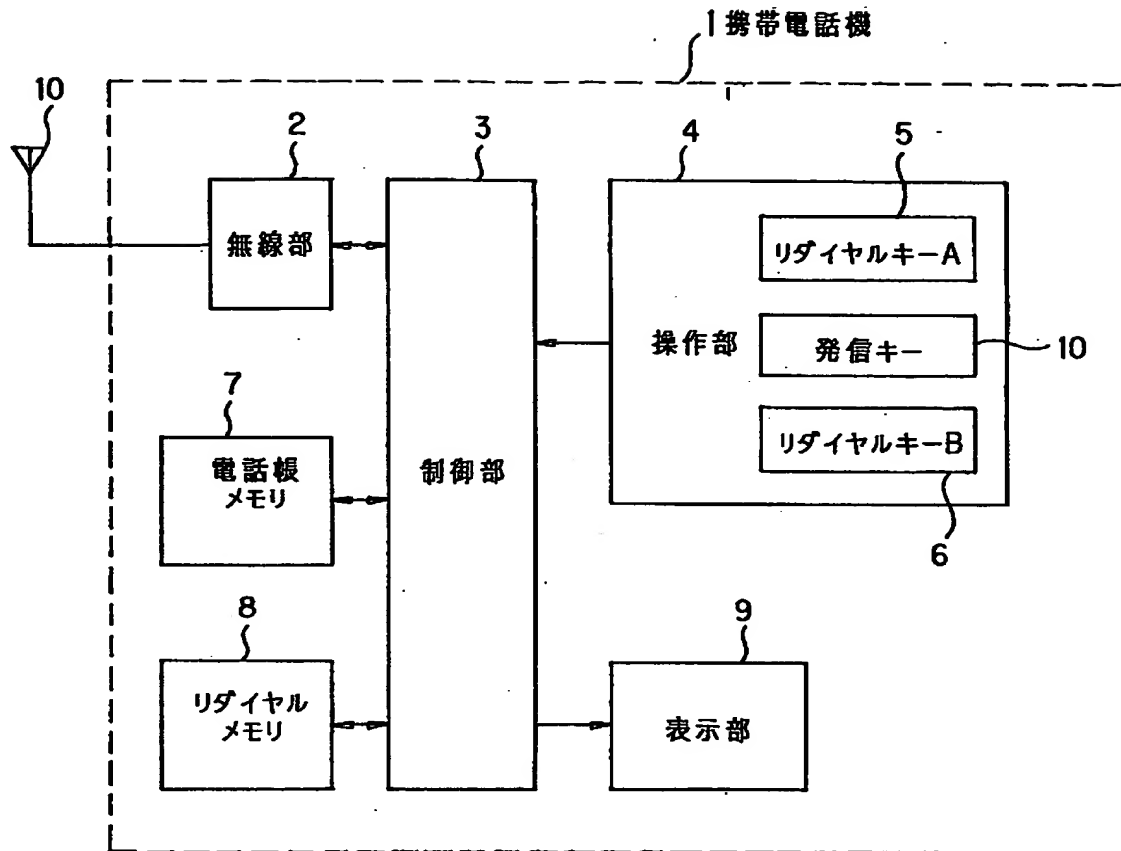 1携帯電話機
10
2
3
4
5
無線部
リダイヤルキーA
操作部
発信キー
10
7
電話帳
メモリ
制御部
リダイヤルキーB
6
8
9
リダイヤル
メモリ
表示部